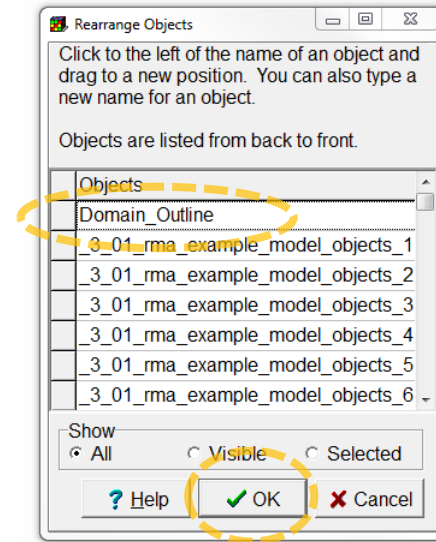 Rearrange Objects
Click to the left of the name of an object and
drag to a new position. You can also type a
new name for an object.
Objects are listed from back to front.
Objects
Domain_Outline
_3_01_rma_example_model_objects_1
_3_01_rma_example_model_objects_2
_3_01_rma_example_model_objects_3
_3_01_rma_example_model_objects_4
_3_01_rma_example_model_objects_5
_3_01_rma_example_model_objects_6
Show
All Visible Selected
? Help OK Cancel